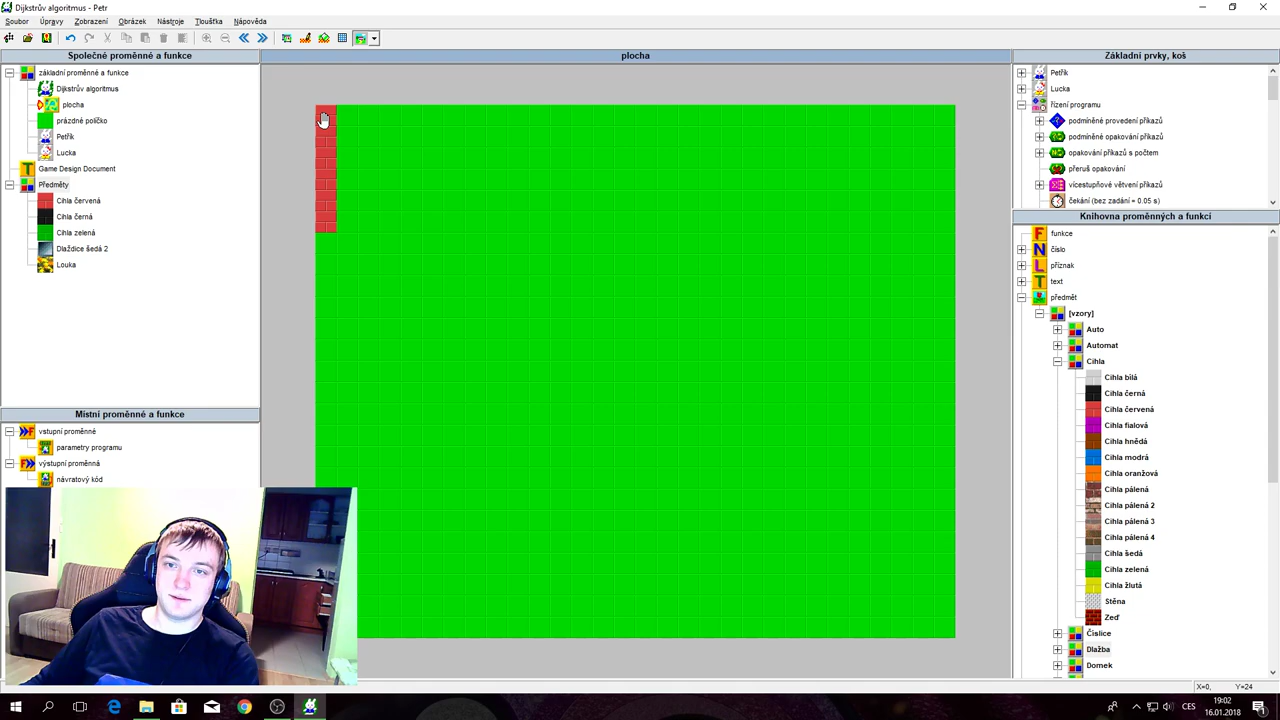 Dijkstrův algoritmus - Petr
Soubor Úpravy Zobrazení Obrázek Nástroje Tloušťka Nápověda
Společné proměnné a funkce
základní proměnné a funkce
Dijkstrův algoritmus
plocha
prázdné políčko
Petřík
Lucka
Game Design Document
Předměty
Cihla červená
Cihla černá
Cihla zelená
Dlaždice šedá 2
Louka
Místní proměnné a funkce
vstupní proměnné
parametry programu
výstupní proměnná
návratový kód
plocha
Základní prvky, koš
Petřík
Lucka
řízení programu
podmíněné provedení příkazů
podmíněné opakování příkazů
opakování příkazů s počtem
přeruš opakování
vícestupňové větvení příkazů
čekání (bez zadání = 0.05 s)
Knihovna proměnných a funkcí
funkce
číslo
příznak
text
předmět
[vzory]
Auto
Automat
Cihla
Cihla bílá
Cihla černá
Cihla červená
Cihla fialová
Cihla hnědá
Cihla modrá
Cihla oranžová
Cihla pálená
Cihla pálená 2
Cihla pálená 3
Cihla pálená 4
Cihla šedá
Cihla zelená
Cihla žlutá
Stěna
Zeď
Číslice
Dlažba
Domek
X=0, Y=24
CES
19:02
16.01.2018